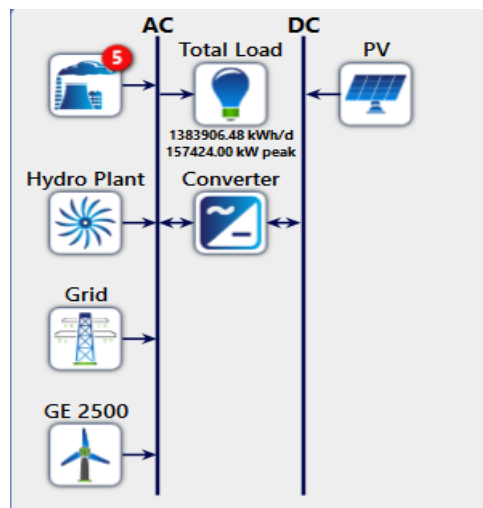 AC
DC
5
Total Load
PV
1383906.48 kWh/d
157424.00 kW peak
Hydro Plant
Converter
Grid
GE 2500